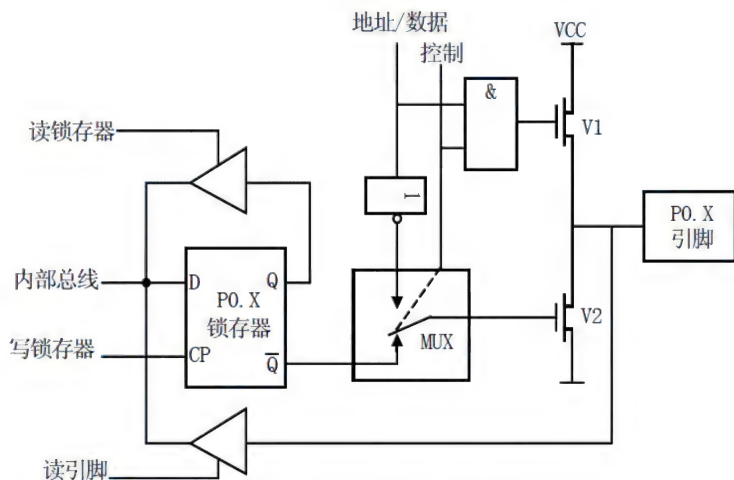 地址/数据
控制
VCC
&
V1
读锁存器
1
P0.X
引脚
内部总线
D
Q
P0.X
锁存器
MUX
V2
写锁存器
CP
Q̅
读引脚